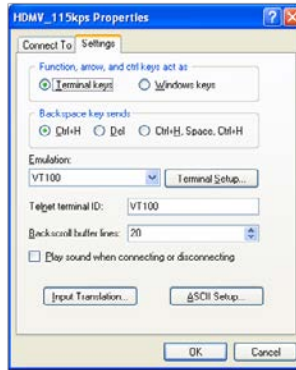 HDMV_115kps Properties
Connect To Settings
Function, arrow, and ctrl keys act as
Terminal keys Windows keys
Backspace key sends
Ctrl+H Del Ctrl+H, Space, Ctrl+H
Emulation:
VT100 Terminal Setup...
Telnet terminal ID: VT100
Backscroll buffer lines: 20
Play sound when connecting or disconnecting
Input Translation... ASCII Setup...
OK Cancel